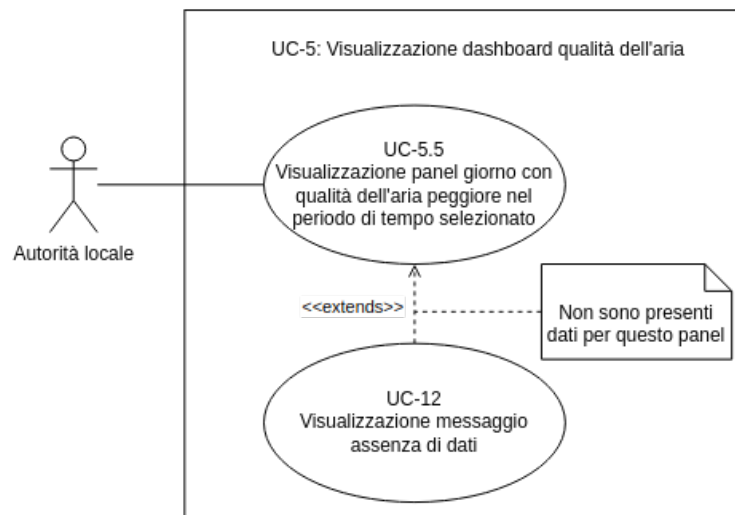 UC-5: Visualizzazione dashboard qualità dell'aria
UC-5.5
Visualizzazione panel giorno con
qualità dell'aria peggiore nel
periodo di tempo selezionato
Autorità locale
<<extends>>
Non sono presenti
dati per questo panel
UC-12
Visualizzazione messaggio
assenza di dati